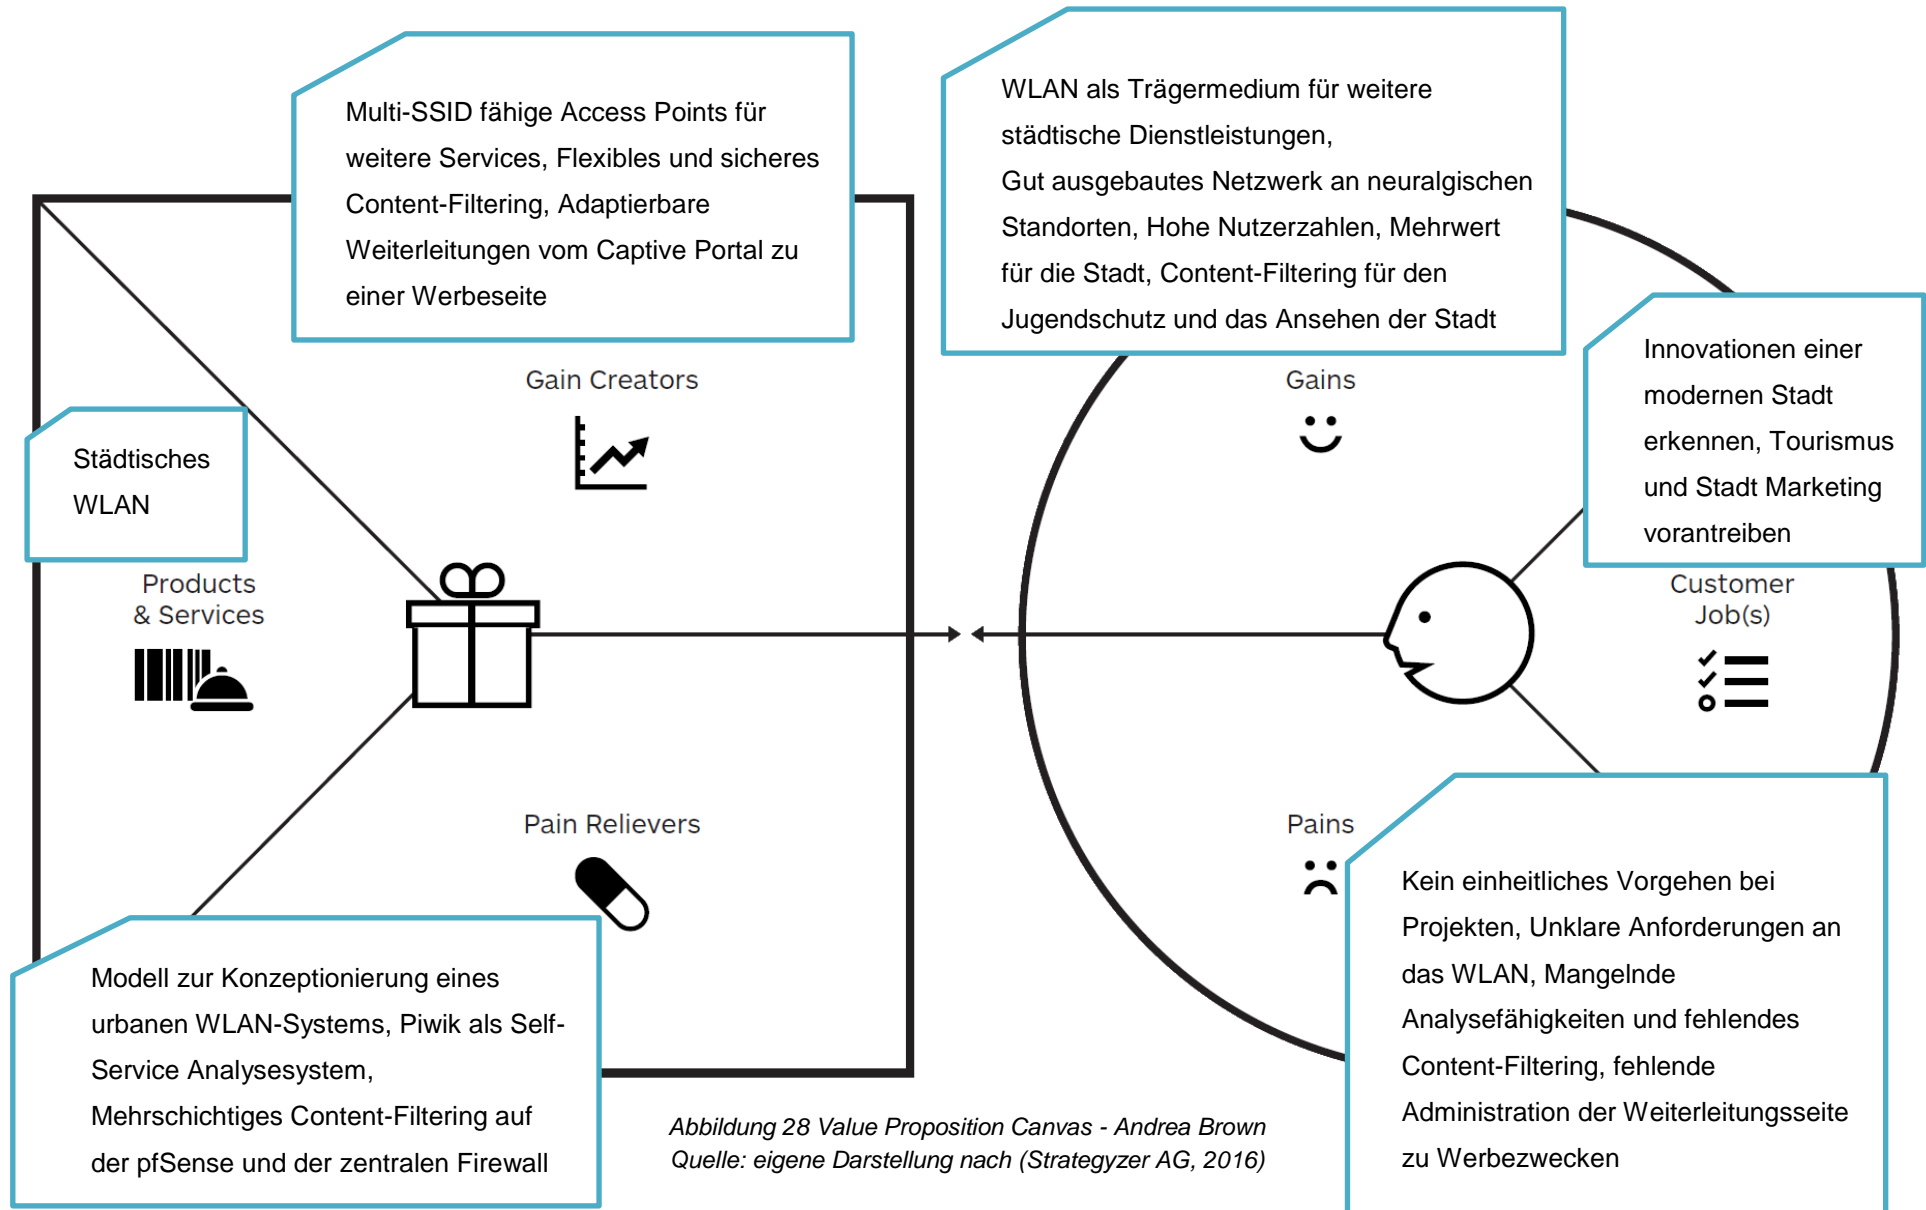 Multi-SSID fähige Access Points für
weitere Services, Flexibles und sicheres
Content-Filtering, Adaptierbare
Weiterleitungen vom Captive Portal zu
einer Werbeseite
Gain Creators
Städtisches
WLAN
Products
& Services
Pain Relievers
Modell zur Konzeptionierung eines
urbanen WLAN-Systems, Piwik als Self-
Service Analysesystem,
Mehrschichtiges Content-Filtering auf
der pfSense und der zentralen Firewall
WLAN als Trägermedium für weitere
städtische Dienstleistungen,
Gut ausgebautes Netzwerk an neuralgischen
Standorten, Hohe Nutzerzahlen, Mehrwert
für die Stadt, Content-Filtering für den
Jugendschutz und das Ansehen der Stadt
Gains
Innovationen einer
modernen Stadt
erkennen, Tourismus
und Stadt Marketing
vorantreiben
Customer
Job(s)
Pains
Kein einheitliches Vorgehen bei
Projekten, Unklare Anforderungen an
das WLAN, Mangelnde
Analysefähigkeiten und fehlendes
Content-Filtering, fehlende
Administration der Weiterleitungsseite
zu Werbezwecken
Abbildung 28 Value Proposition Canvas - Andrea Brown
Quelle: eigene Darstellung nach (Strategyzer AG, 2016)